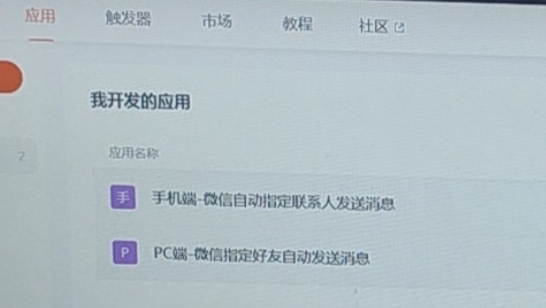 应用 触发器 市场 教程 社区
我开发的应用
2
应用名称
手 手机端-微信自动指定联系人发送消息
P PC端-微信指定好友自动发送消息